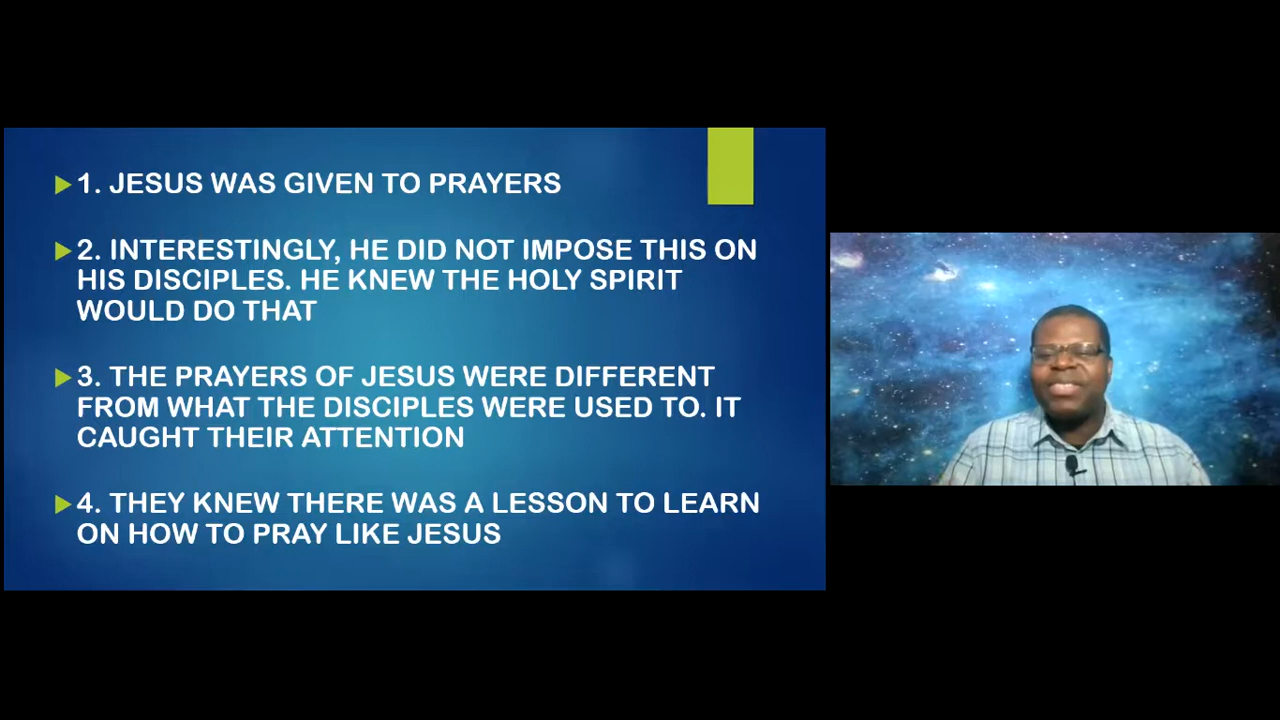 1. JESUS WAS GIVEN TO PRAYERS
2. INTERESTINGLY, HE DID NOT IMPOSE THIS ON
HIS DISCIPLES. HE KNEW THE HOLY SPIRIT
WOULD DO THAT
3. THE PRAYERS OF JESUS WERE DIFFERENT
FROM WHAT THE DISCIPLES WERE USED TO. IT
CAUGHT THEIR ATTENTION
4. THEY KNEW THERE WAS A LESSON TO LEARN
ON HOW TO PRAY LIKE JESUS